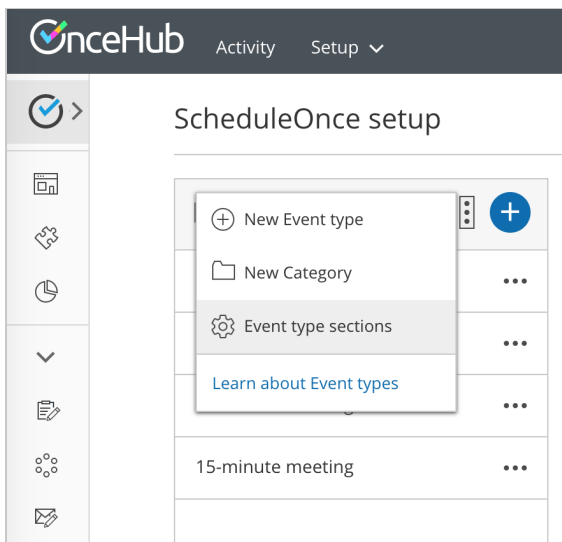 OnceHub
Activity
Setup
ScheduleOnce setup
New Event type
New Category
Event type sections
Learn about Event types
15-minute meeting